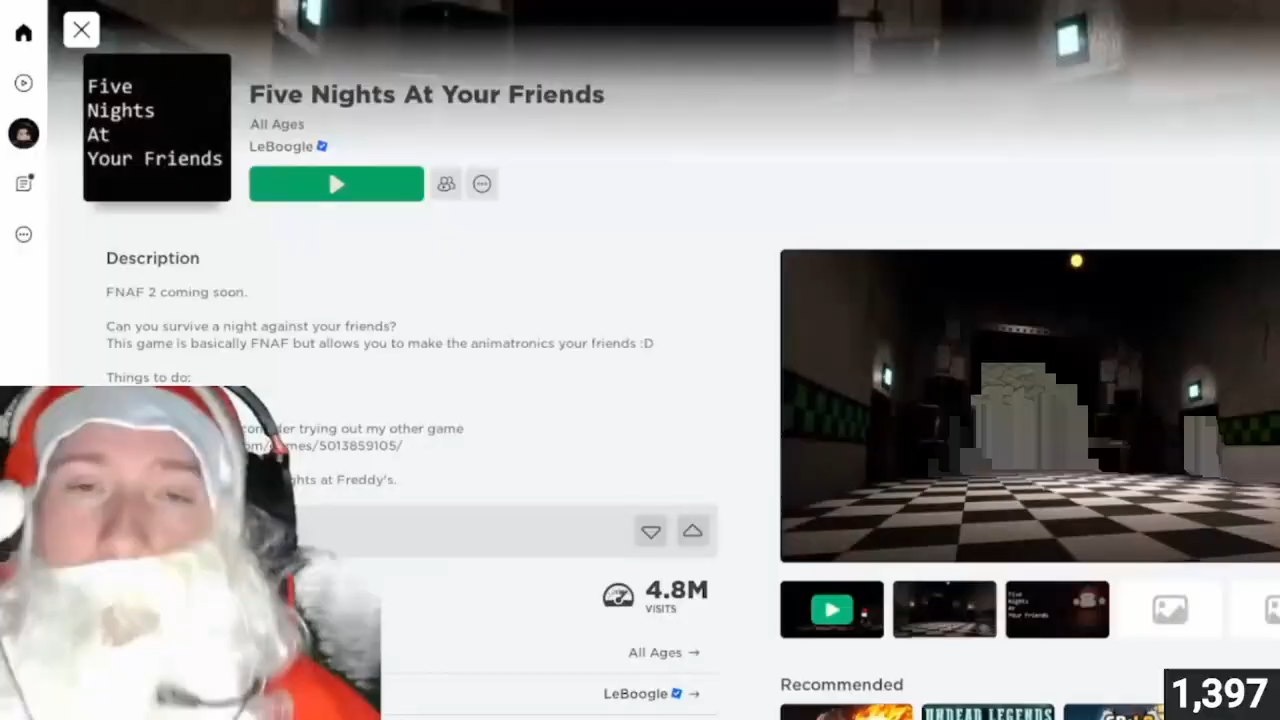 Five
Nights
At
Your Friends
Five Nights At Your Friends
All Ages
LeBoogle
Description
FNAF 2 coming soon.
Can you survive a night against your friends?
This game is basically FNAF but allows you to make the animatronics your friends :D
Things to do:
trying out my other game
/5013859105/
at Freddy's.
4.8M
VISITS
All Ages →
LeBoogle →
Five
Nights
At
Your Friends
Recommended
UNDEAD LEGENDS
1,397